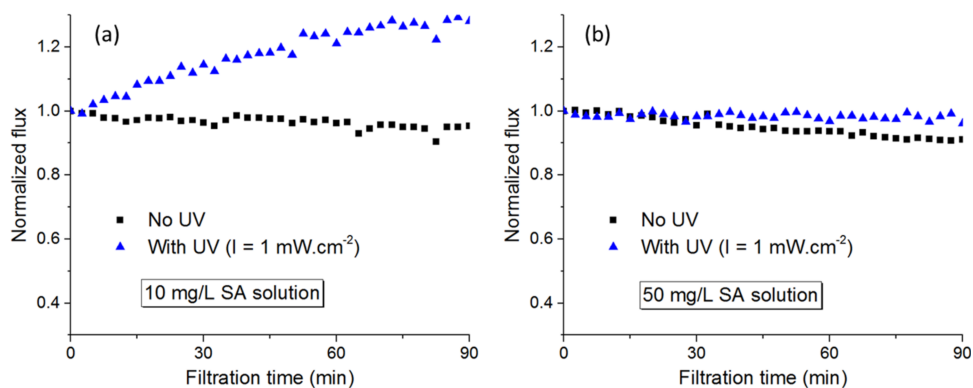 (a)
Normalized flux
1.2
1.0
0.8
0.6
0.4
No UV
With UV (I = 1 mW.cm⁻²)
10 mg/L SA solution
0 30 60 90
Filtration time (min)
(b)
Normalized flux
1.2
1.0
0.8
0.6
0.4
No UV
With UV (I = 1 mW.cm⁻²)
50 mg/L SA solution
0 30 60 90
Filtration time (min)